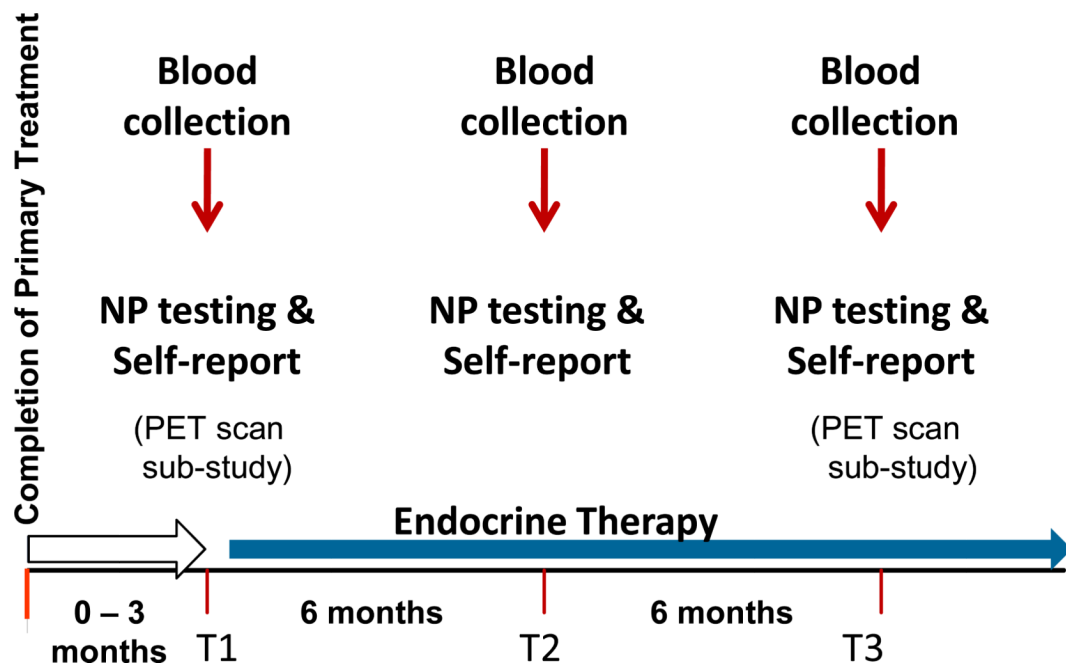 Completion of Primary Treatment
Blood
collection
Blood
collection
Blood
collection
NP testing &
Self-report
NP testing &
Self-report
NP testing &
Self-report
(PET scan
sub-study)
(PET scan
sub-study)
Endocrine Therapy
0 – 3
months
6 months
6 months
T1
T2
T3